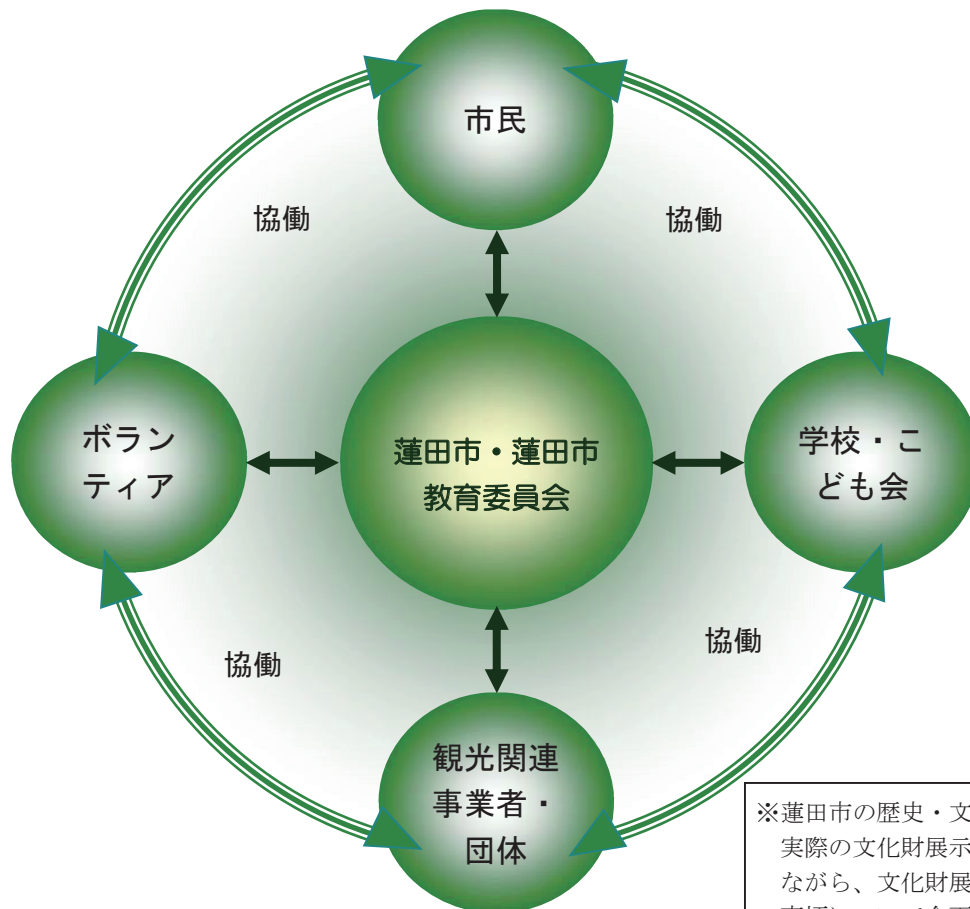 市民
協働
協働
ボラン
ティア
蓮田市・蓮田市
教育委員会
学校・こ
ども会
協働
協働
観光関連
事業者・
団体
※蓮田市の歴史・文
実際の文化財展示
ながら、文化財展